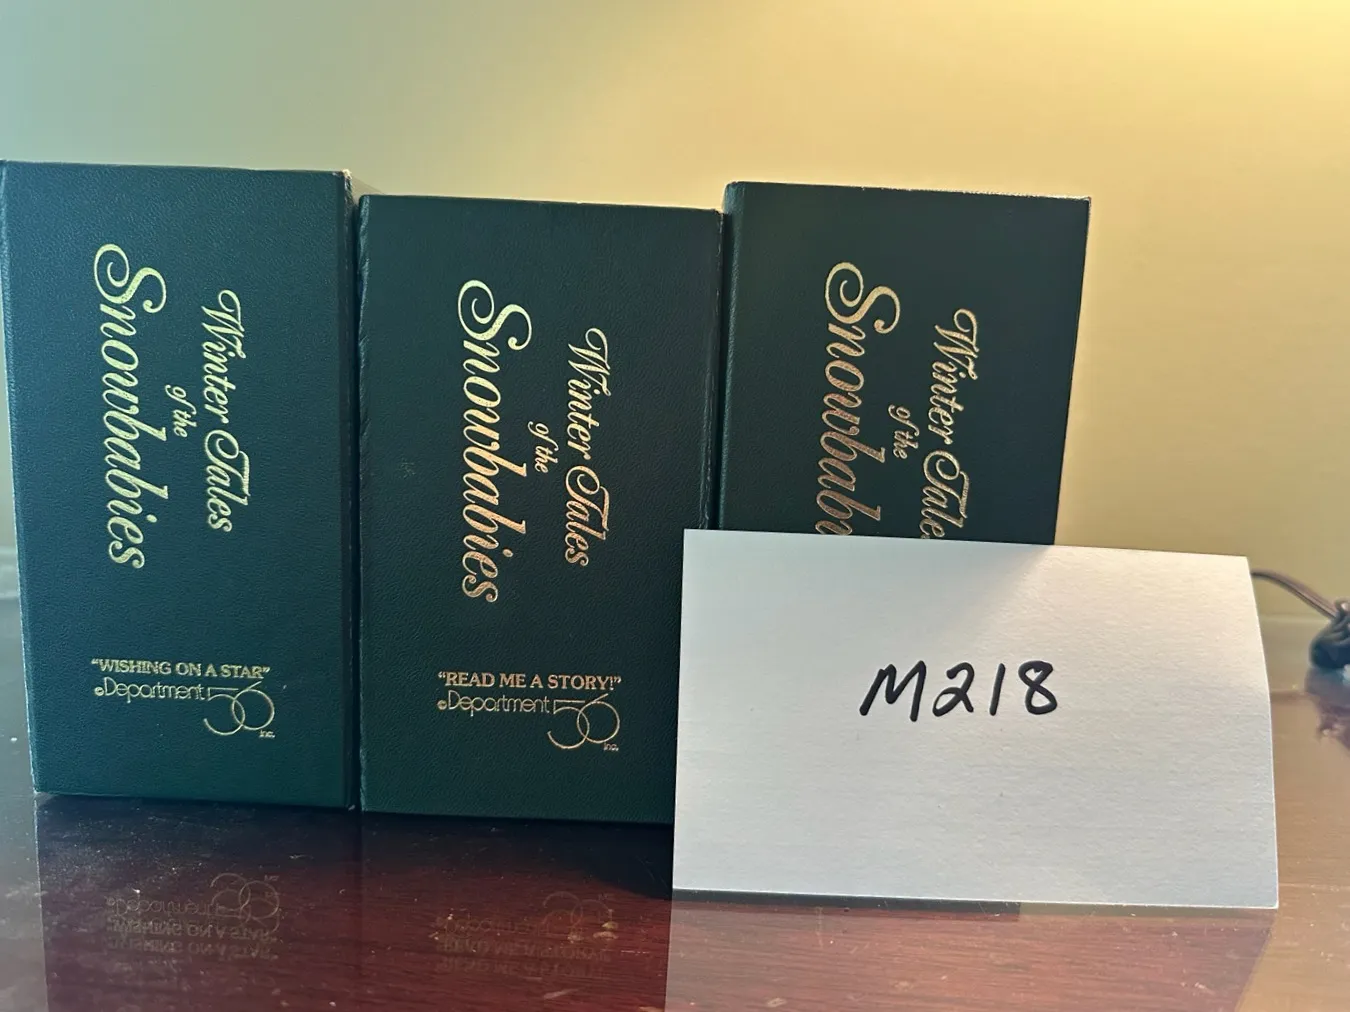 Winter Tales
of the
Snowbabies
"WISHING ON A STAR"
©Department 56 Inc.
Winter Tales
of the
Snowbabies
"READ ME A STORY!"
©Department 56 Inc.
Winter Tales
of the
Snowbab
M218